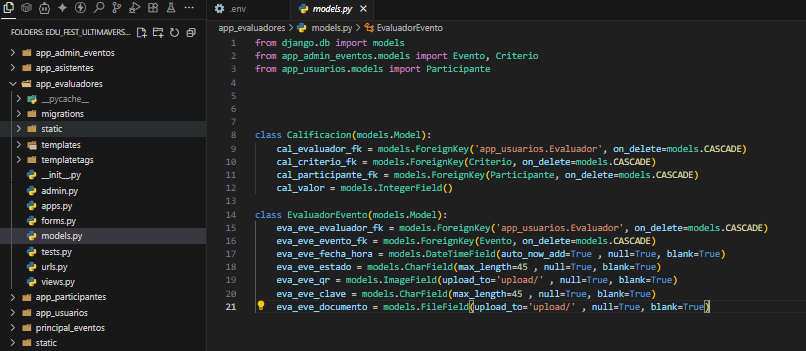 FOLDERS: EDU_FEST_ULTIMAVERS...
app_admin_eventos
app_asistentes
app_evaluadores
__pycache__
migrations
static
templates
templatetags
__init__.py
admin.py
apps.py
forms.py
models.py
tests.py
urls.py
views.py
app_participantes
app_usuarios
principal_eventos
static
.env
models.py
app_evaluadores > models.py > EvaluadorEvento
1 from django.db import models
2 from app_admin_eventos.models import Evento, Criterio
3 from app_usuarios.models import Participante
4
5
6
7
8 class Calificacion(models.Model):
9 cal_evaluador_fk = models.ForeignKey('app_usuarios.Evaluador', on_delete=models.CASCADE)
10 cal_criterio_fk = models.ForeignKey(Criterio, on_delete=models.CASCADE)
11 cal_participante_fk = models.ForeignKey(Participante, on_delete=models.CASCADE)
12 cal_valor = models.IntegerField()
13
14 class EvaluadorEvento(models.Model):
15 eva_eve_evaluador_fk = models.ForeignKey('app_usuarios.Evaluador', on_delete=models.CASCADE)
16 eva_eve_evento_fk = models.ForeignKey(Evento, on_delete=models.CASCADE)
17 eva_eve_fecha_hora = models.DateTimeField(auto_now_add=True , null=True, blank=True)
18 eva_eve_estado = models.CharField(max_length=45 , null=True, blank=True)
19 eva_eve_qr = models.ImageField(upload_to='upload/' , null=True, blank=True)
20 eva_eve_clave = models.CharField(max_length=45 , null=True, blank=True)
21 eva_eve_documento = models.FileField(upload_to='upload/' , null=True, blank=True)